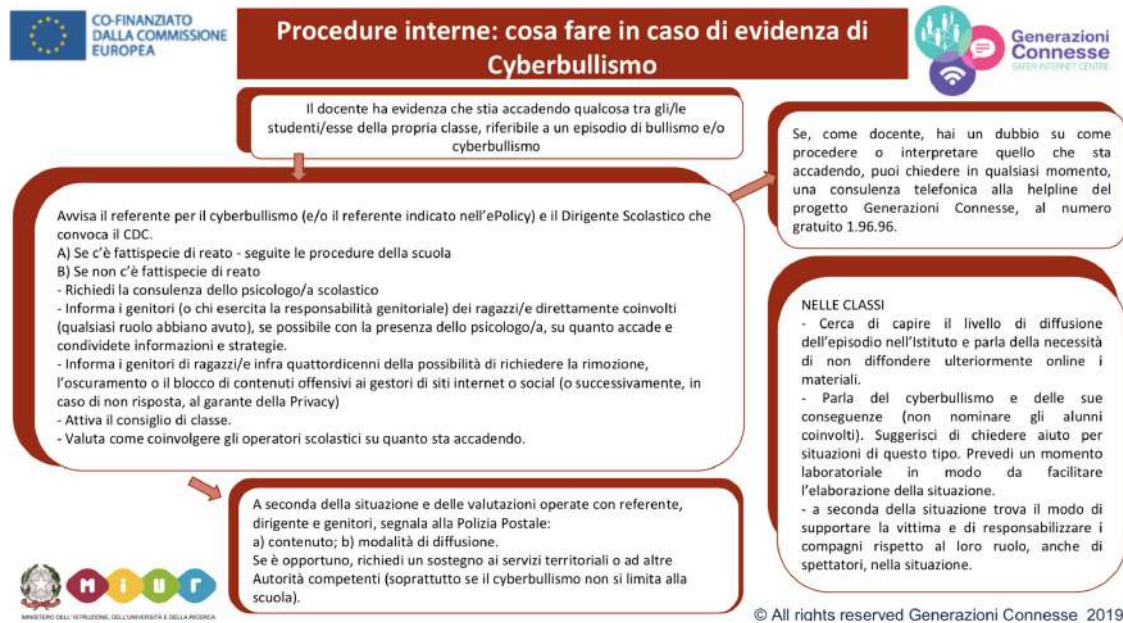 CO-FINANZIATO
DALLA COMMISSIONE
EUROPEA
Procedure interne: cosa fare in caso di evidenza di
Cyberbullismo
Generazioni
Connesse
SAFER INTERNET CENTRE
Il docente ha evidenza che stia accadendo qualcosa tra gli/le
studenti/esse della propria classe, riferibile a un episodio di bullismo e/o
cyberbullismo
Se, come docente, hai un dubbio su come
procedere o interpretare quello che sta
accadendo, puoi chiedere in qualsiasi momento,
una consulenza telefonica alla helpline del
progetto Generazioni Connesse, al numero
gratuito 1.96.96.
Avvisa il referente per il cyberbullismo (e/o il referente indicato nell'ePolicy) e il Dirigente Scolastico che
convoca il CDC.
A) Se c'è fattispecie di reato - seguite le procedure della scuola
B) Se non c'è fattispecie di reato
- Richiedi la consulenza dello psicologo/a scolastico
- Informa i genitori (o chi esercita la responsabilità genitoriale) dei ragazzi/e direttamente coinvolti
(qualsiasi ruolo abbiano avuto), se possibile con la presenza dello psicologo/a, su quanto accade e
condividete informazioni e strategie.
- Informa i genitori di ragazzi/e infra quattordicenni della possibilità di richiedere la rimozione,
l'oscuramento o il blocco di contenuti offensivi ai gestori di siti internet o social (o successivamente, in
caso di non risposta, al garante della Privacy)
- Attiva il consiglio di classe.
- Valuta come coinvolgere gli operatori scolastici su quanto sta accadendo.
NELLE CLASSI
- Cerca di capire il livello di diffusione
dell'episodio nell'Istituto e parla della necessità
di non diffondere ulteriormente online i
materiali.
- Parla del cyberbullismo e delle sue
conseguenze (non nominare gli alunni
coinvolti). Suggerisci di chiedere aiuto per
situazioni di questo tipo. Prevedi un momento
laboratoriale in modo da facilitare
l'elaborazione della situazione.
- a seconda della situazione trova il modo di
supportare la vittima e di responsabilizzare i
compagni rispetto al loro ruolo, anche di
spettatori, nella situazione.
A seconda della situazione e delle valutazioni operate con referente,
dirigente e genitori, segnala alla Polizia Postale:
a) contenuto; b) modalità di diffusione.
Se è opportuno, richiedi un sostegno ai servizi territoriali o ad altre
Autorità competenti (soprattutto se il cyberbullismo non si limita alla
scuola).
miur
MINISTERO DELL' ISTRUZIONE, DELL'UNIVERSITÀ E DELLA RICERCA
© All rights reserved Generazioni Connesse 2019